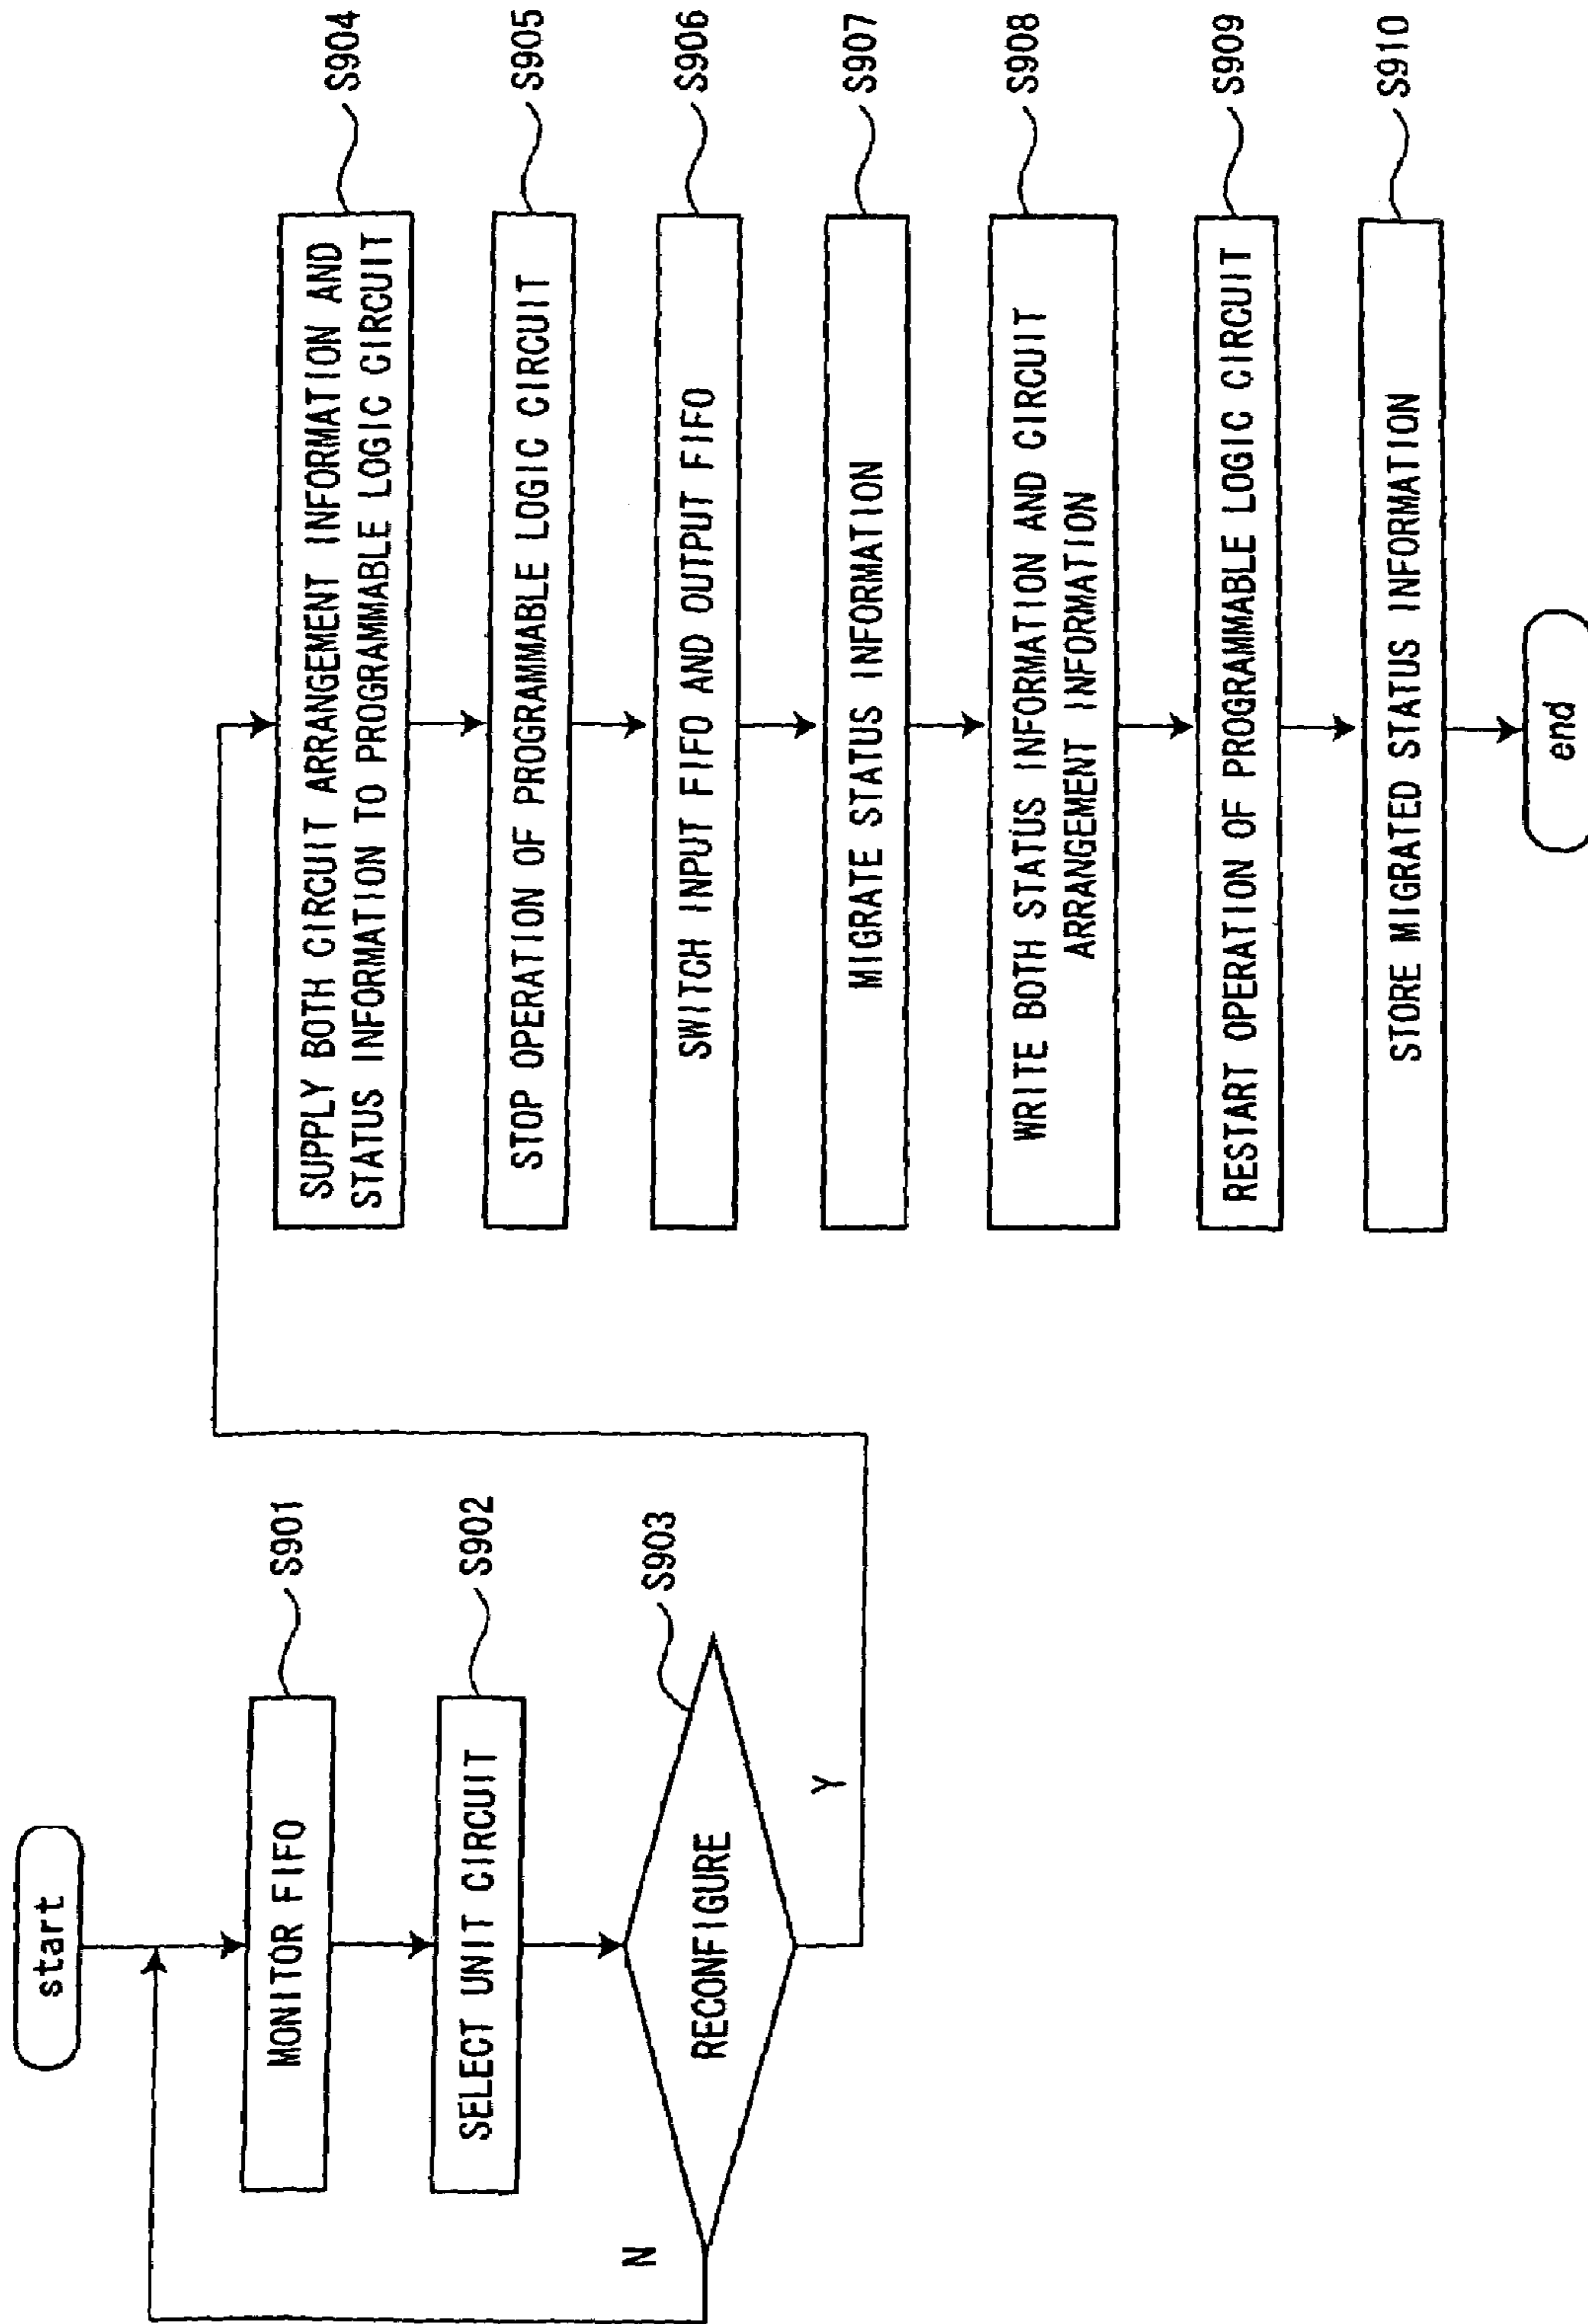 start
MONITOR FIFO
S901
SELECT UNIT CIRCUIT
S902
RECONFIGURE
S903
N
Y
SUPPLY BOTH CIRCUIT ARRANGEMENT INFORMATION AND
STATUS INFORMATION TO PROGRAMMABLE LOGIC CIRCUIT
S904
STOP OPERATION OF PROGRAMMABLE LOGIC CIRCUIT
S905
SWITCH INPUT FIFO AND OUTPUT FIFO
S906
MIGRATE STATUS INFORMATION
S907
WRITE BOTH STATUS INFORMATION AND CIRCUIT
ARRANGEMENT INFORMATION
S908
RESTART OPERATION OF PROGRAMMABLE LOGIC CIRCUIT
S909
STORE MIGRATED STATUS INFORMATION
S910
end